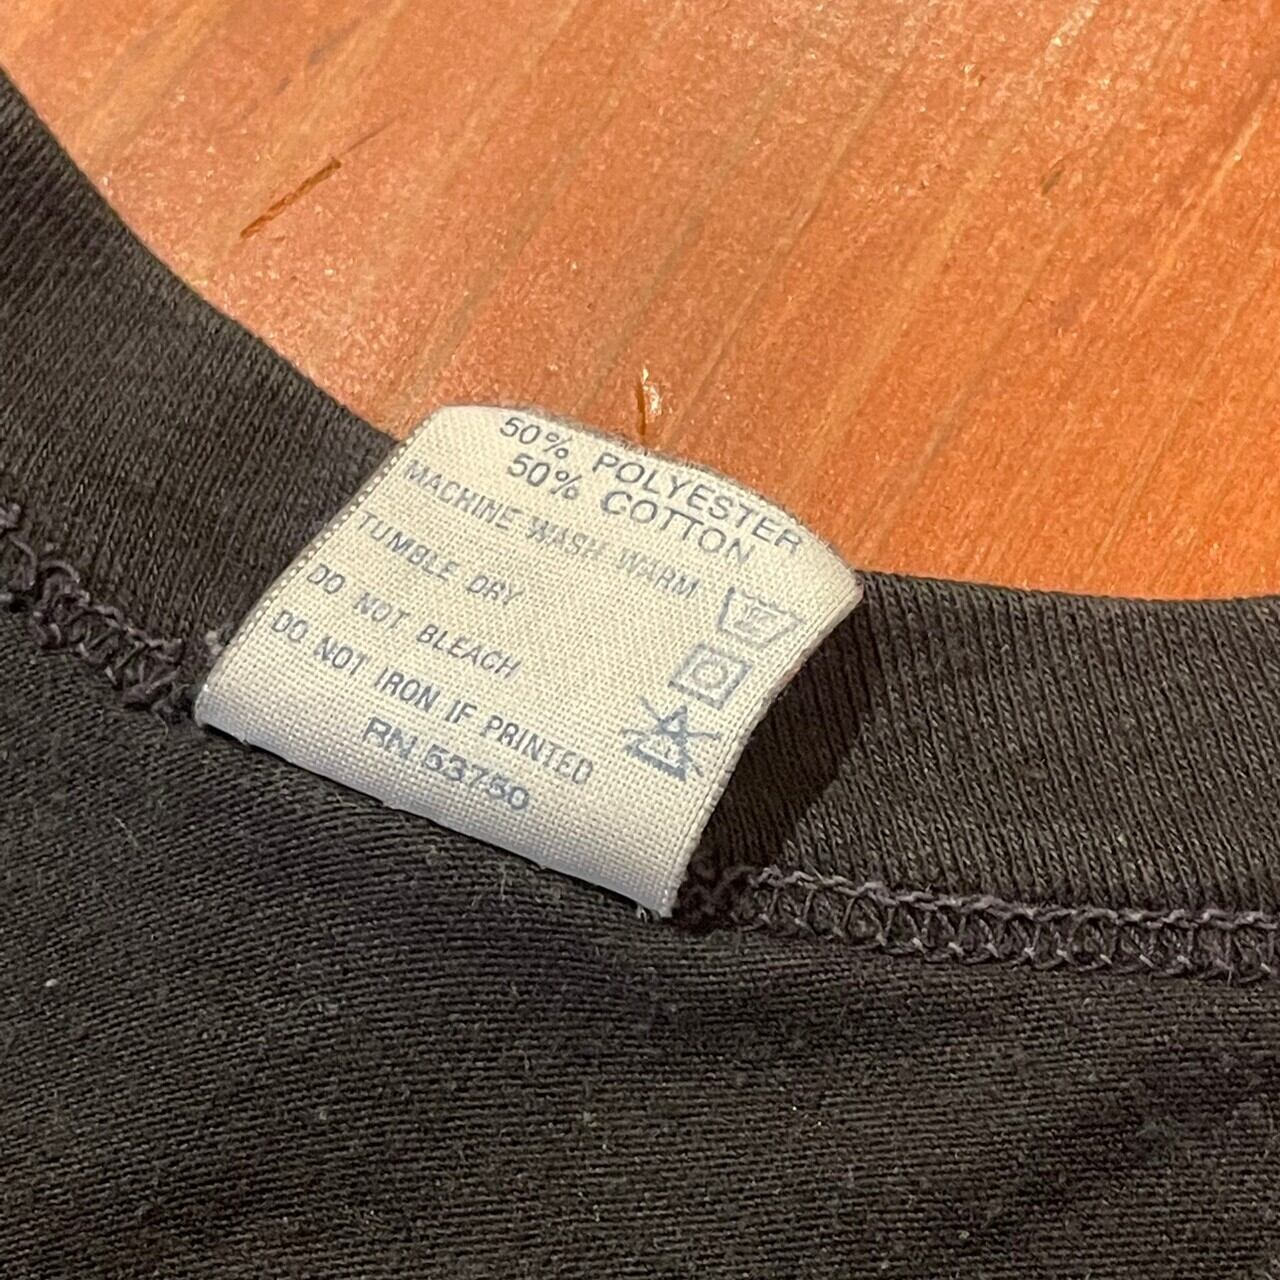 50% POLYESTER
50% COTTON
MACHINE WASH WARM
TUMBLE DRY
DO NOT BLEACH
DO NOT IRON IF PRINTED
RN 53750